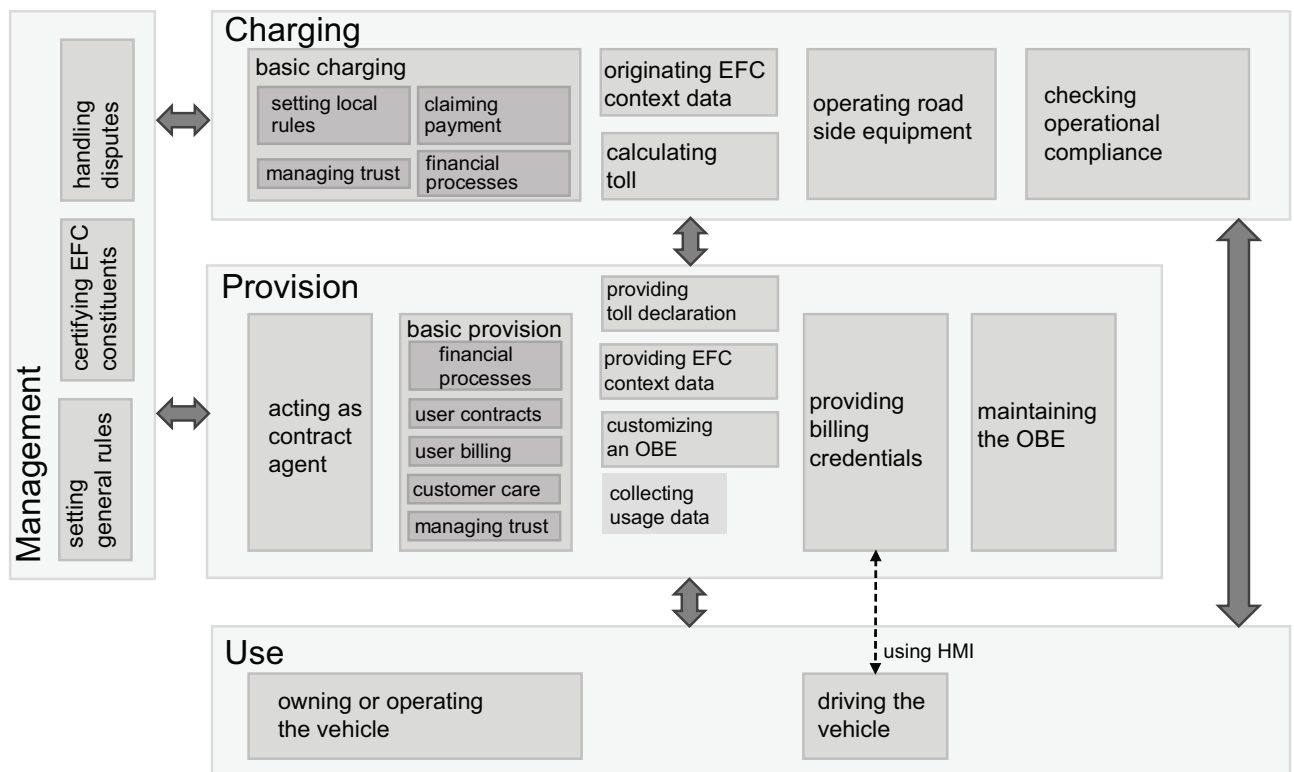 Charging
basic charging
setting local
rules
claiming
payment
managing trust
financial
processes
originating EFC
context data
calculating
toll
operating road
side equipment
checking
operational
compliance
Management
handling
disputes
certifying EFC
constituents
setting
general rules
Provision
acting as
contract
agent
basic provision
financial
processes
user contracts
user billing
customer care
managing trust
providing
toll declaration
providing EFC
context data
customizing
an OBE
collecting
usage data
providing
billing
credentials
maintaining
the OBE
using HMI
Use
owning or operating
the vehicle
driving the
vehicle